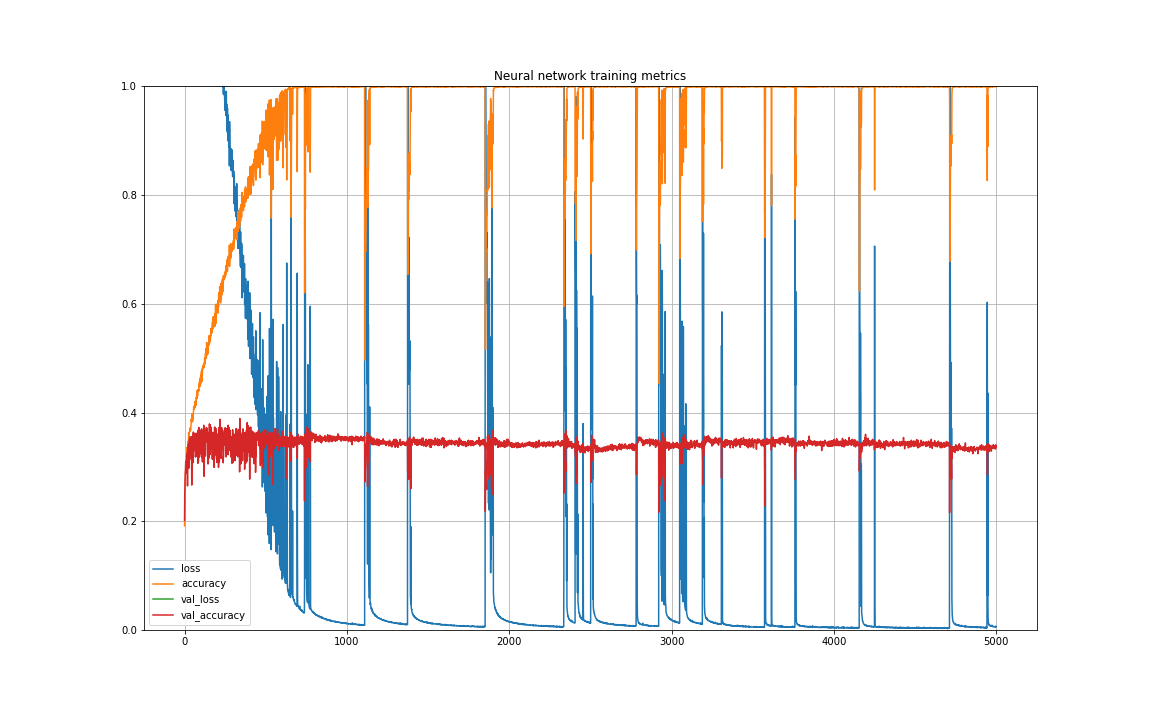 Neural network training metrics
1.0
0.8
0.6
0.4
0.2
0.0
loss
accuracy
val_loss
val_accuracy
0 1000 2000 3000 4000 5000